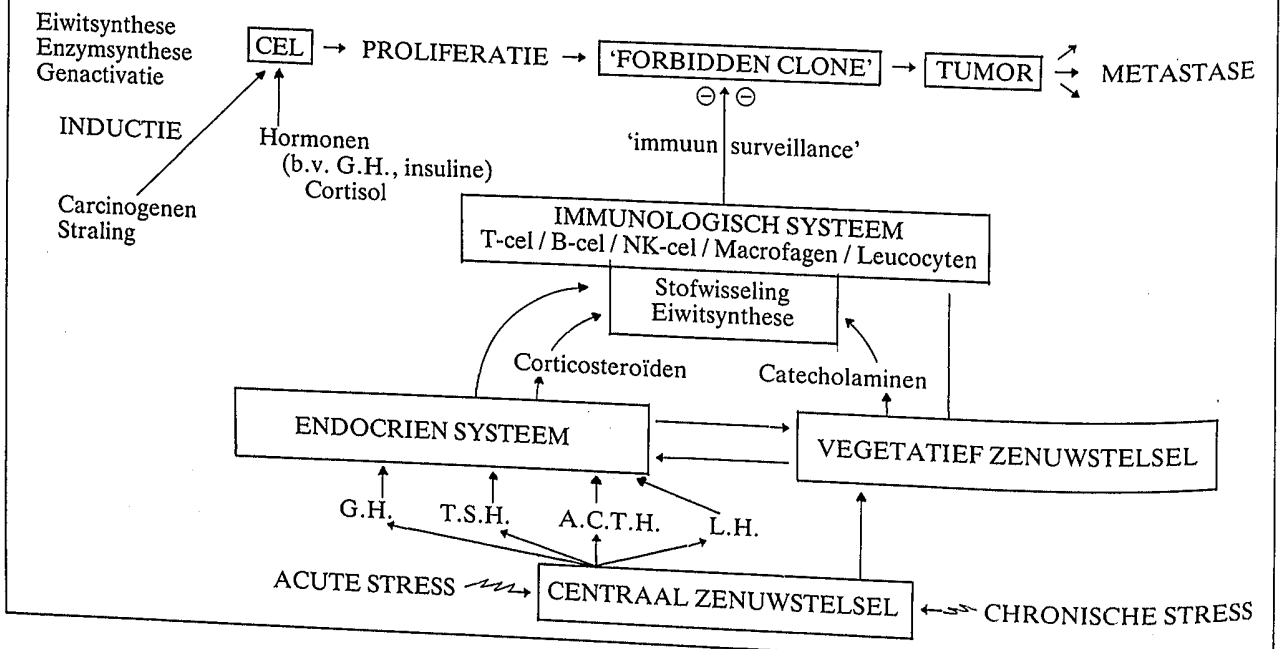 Eiwitsynthese
Enzymsynthese
Genactivatie
CEL → PROLIFERATIE → 'FORBIDDEN CLONE' → TUMOR → METASTASE
⊖ ⊖
INDUCTIE
Hormonen
(b.v. G.H., insuline)
Cortisol
'immuun surveillance'
Carcinogenen
Straling
IMMUNOLOGISCH SYSTEEM
T-cel / B-cel / NK-cel / Macrofagen / Leucocyten
Stofwisseling
Eiwitsynthese
Corticosteroïden
Catecholaminen
ENDOCRIEN SYSTEEM
VEGETATIEF ZENUWSTELSEL
G.H.
T.S.H.
A.C.T.H.
L.H.
ACUTE STRESS
CENTRAAL ZENUWSTELSEL
CHRONISCHE STRESS